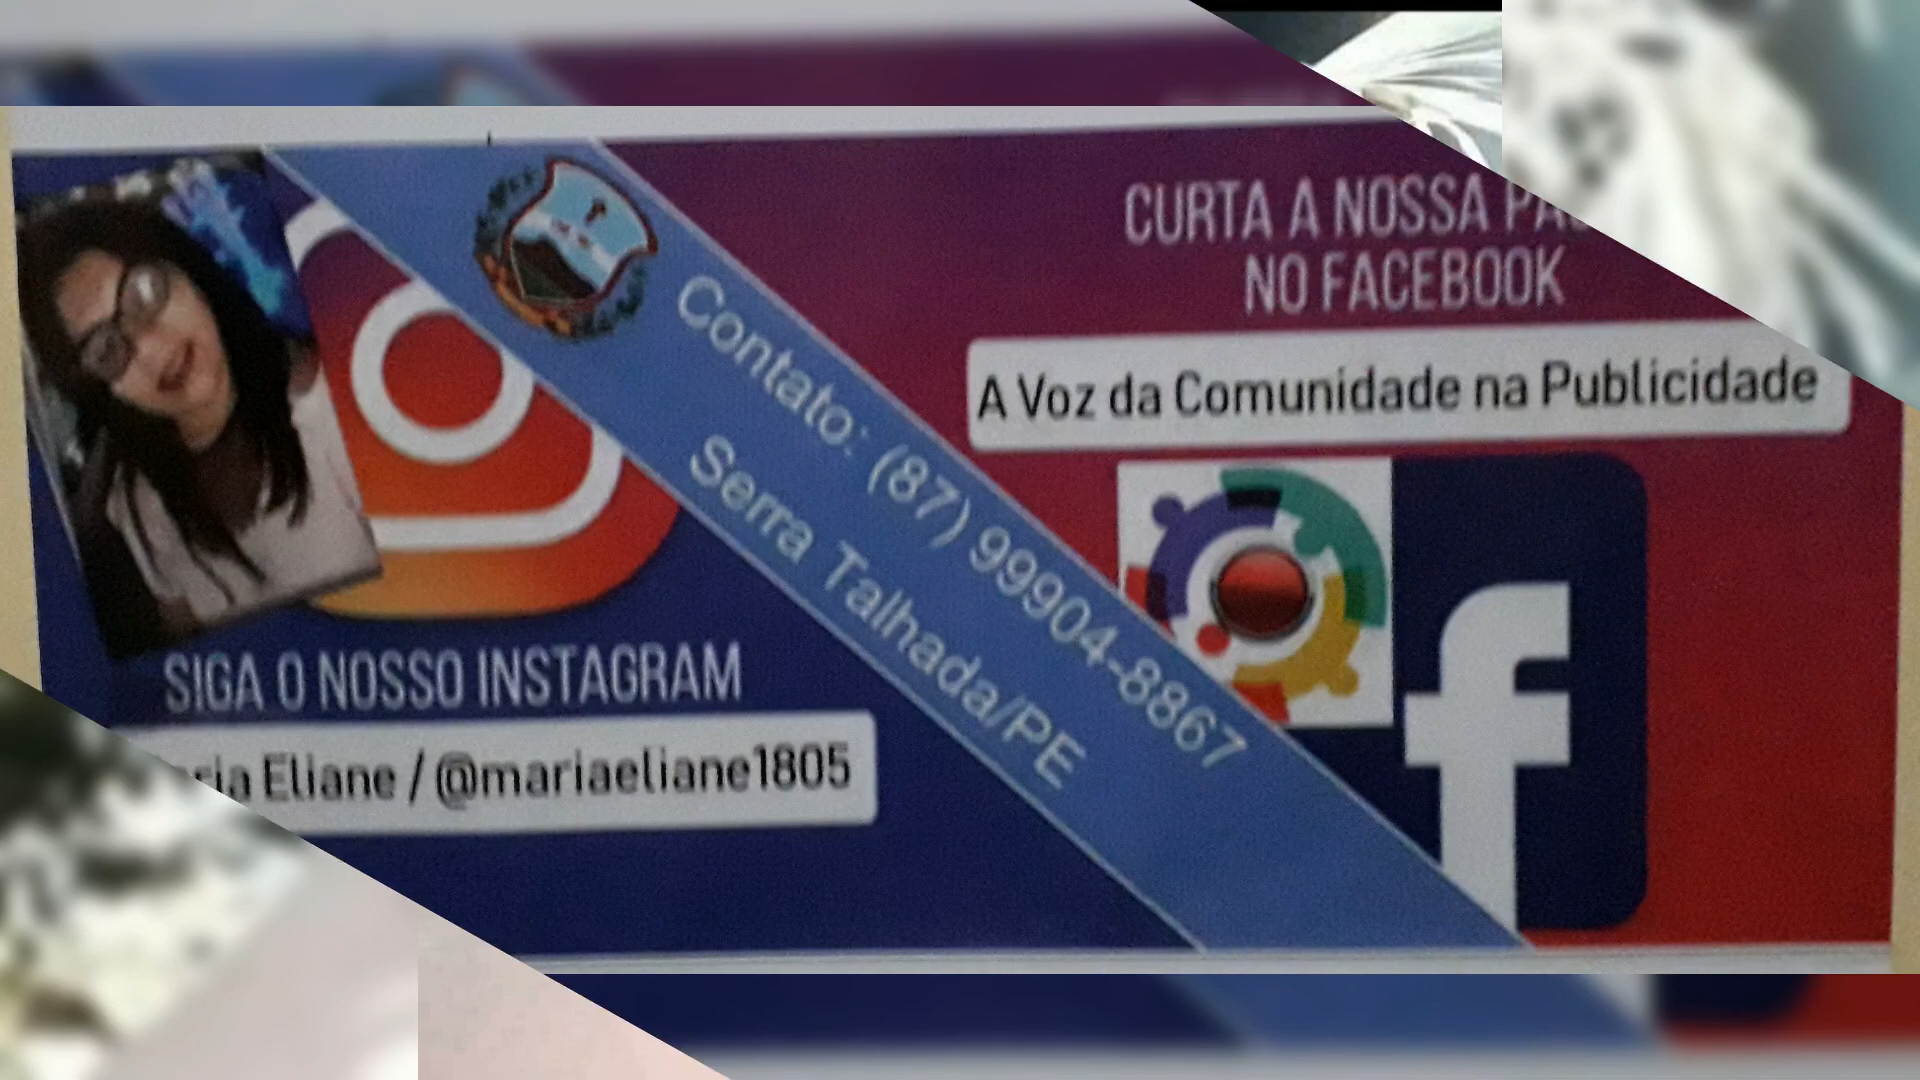 CURTA A NOSSA
NO FACEBOOK
A Voz da Comunidade na Publicidade
Contato: (87) 99904-8867
Serra Talhada/PE
SIGA O NOSSO INSTAGRAM
Eliane / @mariaeliane1805